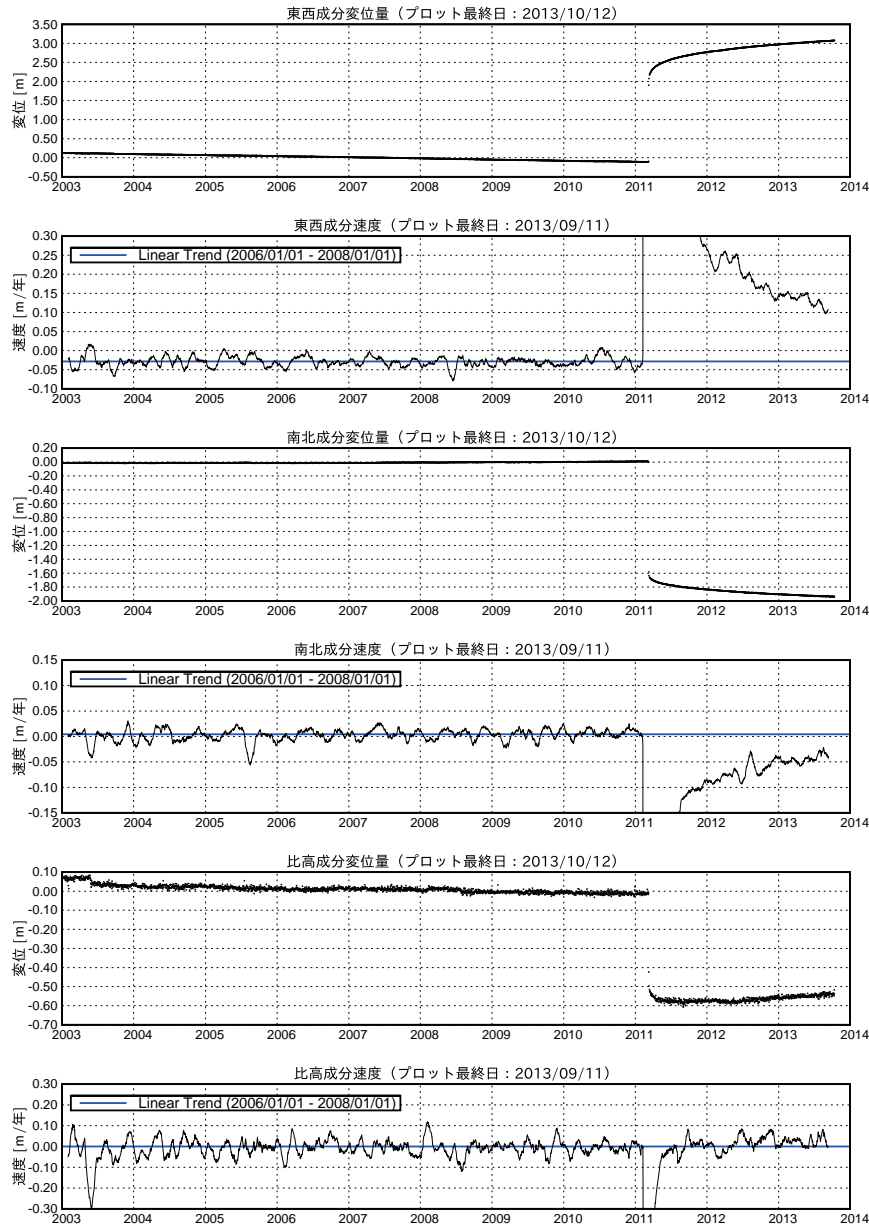 東西成分変位量（プロット最終日：2013/10/12）
変位 [m]
3.50
3.00
2.50
2.00
1.50
1.00
0.50
0.00
-0.50
2003 2004 2005 2006 2007 2008 2009 2010 2011 2012 2013 2014
東西成分速度（プロット最終日：2013/09/11）
速度 [m/年]
Linear Trend (2006/01/01 - 2008/01/01)
0.30
0.25
0.20
0.15
0.10
0.05
0.00
-0.05
-0.10
2003 2004 2005 2006 2007 2008 2009 2010 2011 2012 2013 2014
南北成分変位量（プロット最終日：2013/10/12）
変位 [m]
0.20
0.00
-0.20
-0.40
-0.60
-0.80
-1.00
-1.20
-1.40
-1.60
-1.80
-2.00
2003 2004 2005 2006 2007 2008 2009 2010 2011 2012 2013 2014
南北成分速度（プロット最終日：2013/09/11）
速度 [m/年]
Linear Trend (2006/01/01 - 2008/01/01)
0.15
0.10
0.05
0.00
-0.05
-0.10
-0.15
2003 2004 2005 2006 2007 2008 2009 2010 2011 2012 2013 2014
比高成分変位量（プロット最終日：2013/10/12）
変位 [m]
0.10
0.00
-0.10
-0.20
-0.30
-0.40
-0.50
-0.60
-0.70
2003 2004 2005 2006 2007 2008 2009 2010 2011 2012 2013 2014
比高成分速度（プロット最終日：2013/09/11）
速度 [m/年]
Linear Trend (2006/01/01 - 2008/01/01)
0.30
0.20
0.10
0.00
-0.10
-0.20
-0.30
2003 2004 2005 2006 2007 2008 2009 2010 2011 2012 2013 2014